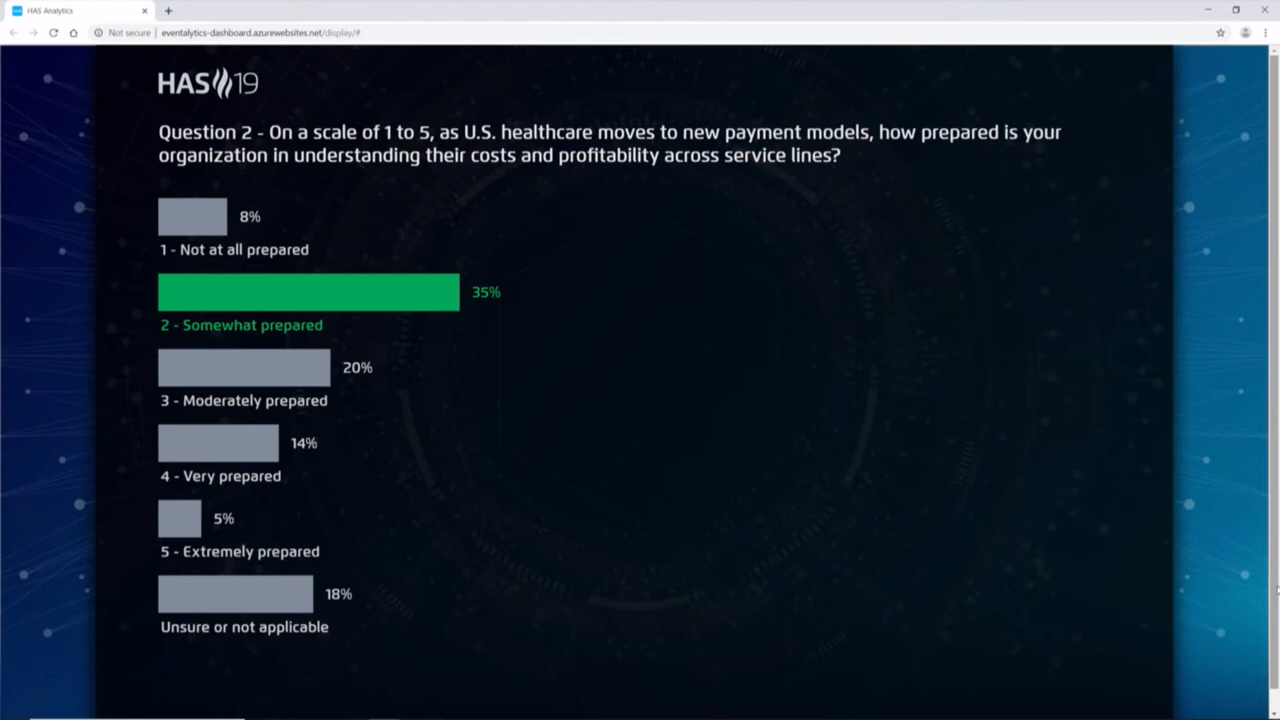 HAS Analytics
Not secure | eventalytics-dashboard.azurewebsites.net/display/#
HAS 19
Question 2 - On a scale of 1 to 5, as U.S. healthcare moves to new payment models, how prepared is your
organization in understanding their costs and profitability across service lines?
8%
1 - Not at all prepared
35%
2 - Somewhat prepared
20%
3 - Moderately prepared
14%
4 - Very prepared
5%
5 - Extremely prepared
18%
Unsure or not applicable